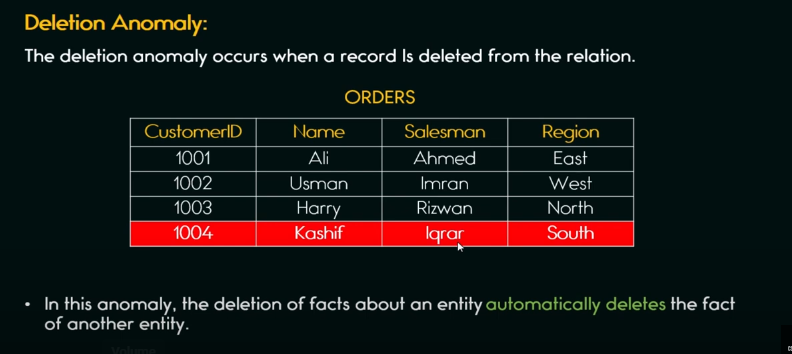 Deletion Anomaly:
The deletion anomaly occurs when a record Is deleted from the relation.
ORDERS
CustomerID Name Salesman Region
1001 Ali Ahmed East
1002 Usman Imran West
1003 Harry Rizwan North
1004 Kashif Iqrar South
• In this anomaly, the deletion of facts about an entity automatically deletes the fact
of another entity.
Volume